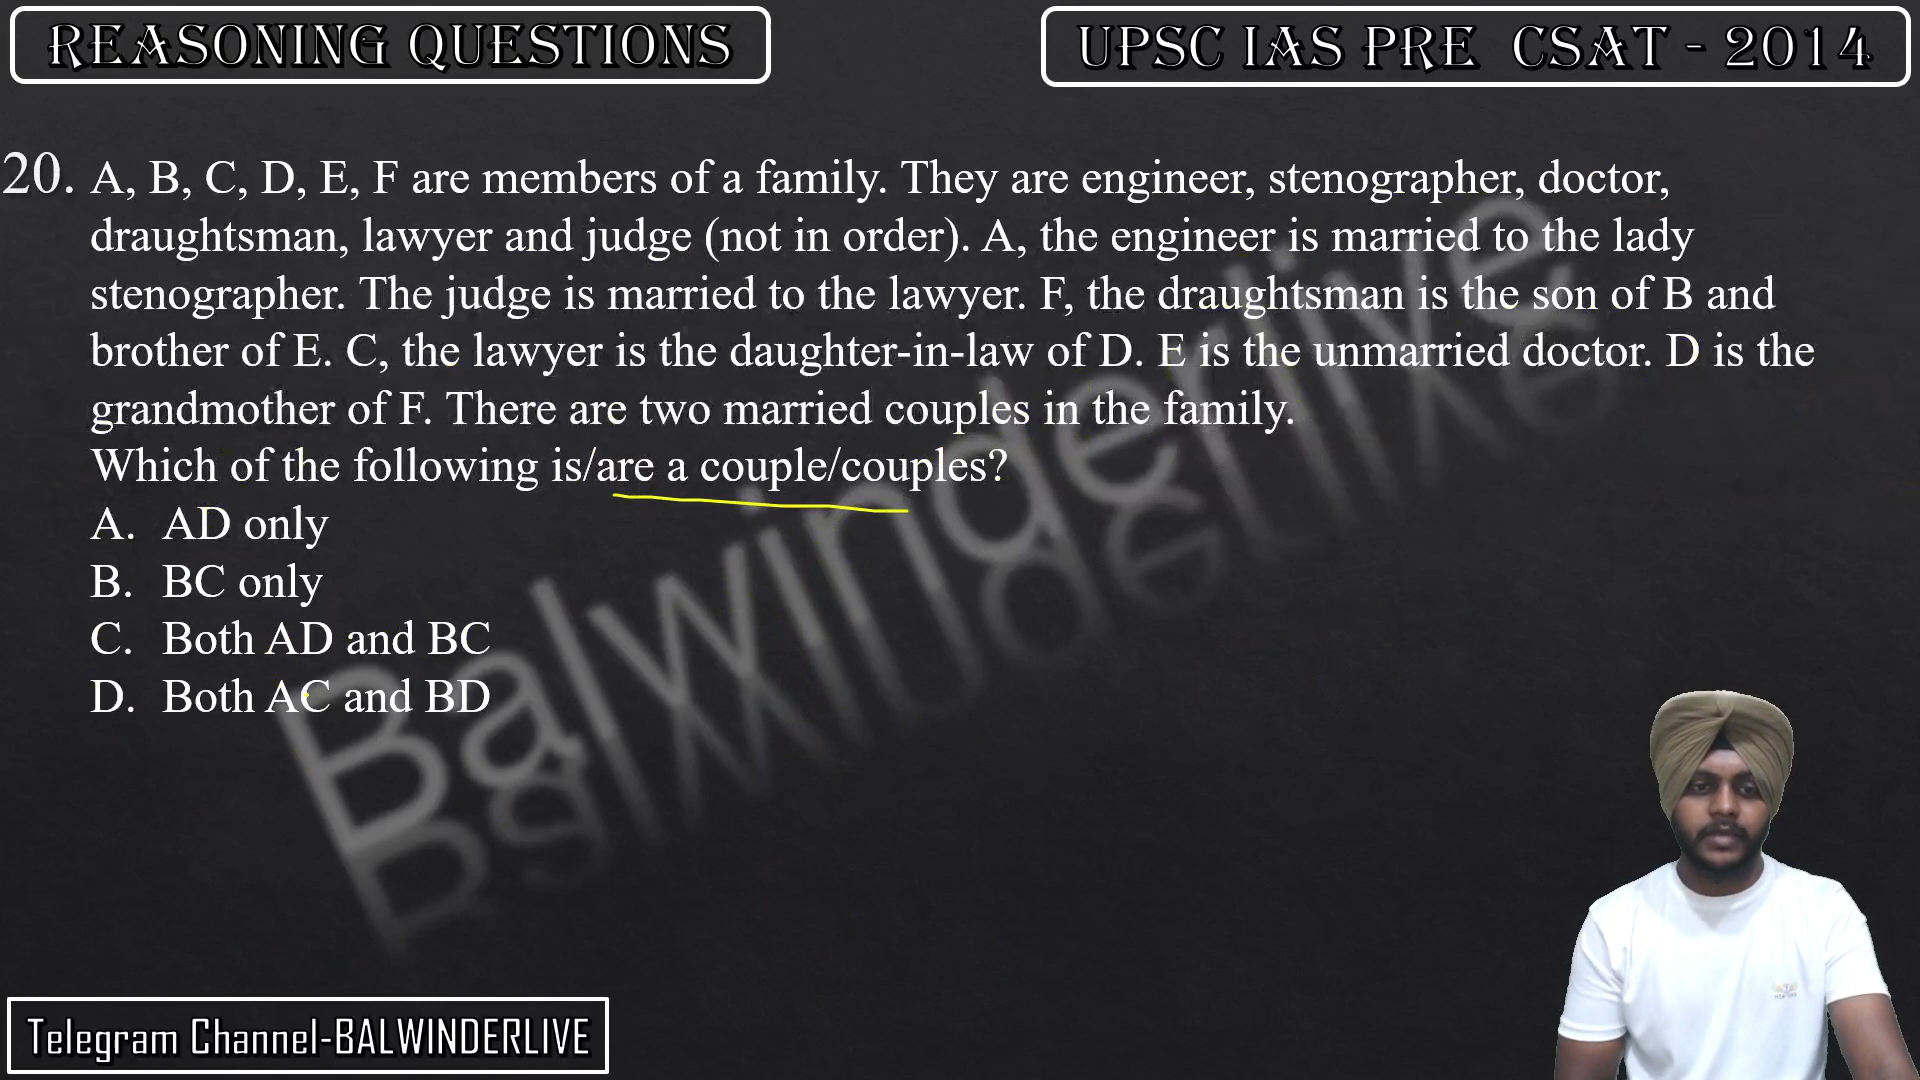 REASONING QUESTIONS
UPSC IAS PRE CSAT - 2014
20. A, B, C, D, E, F are members of a family. They are engineer, stenographer, doctor,
draughtsman, lawyer and judge (not in order). A, the engineer is married to the lady
stenographer. The judge is married to the lawyer. F, the draughtsman is the son of B and
brother of E. C, the lawyer is the daughter-in-law of D. E is the unmarried doctor. D is the
grandmother of F. There are two married couples in the family.
Which of the following is/are a couple/couples?
A. AD only
B. BC only
C. Both AD and BC
D. Both AC and BD
Balwinderlive
Telegram Channel-BALWINDERLIVE